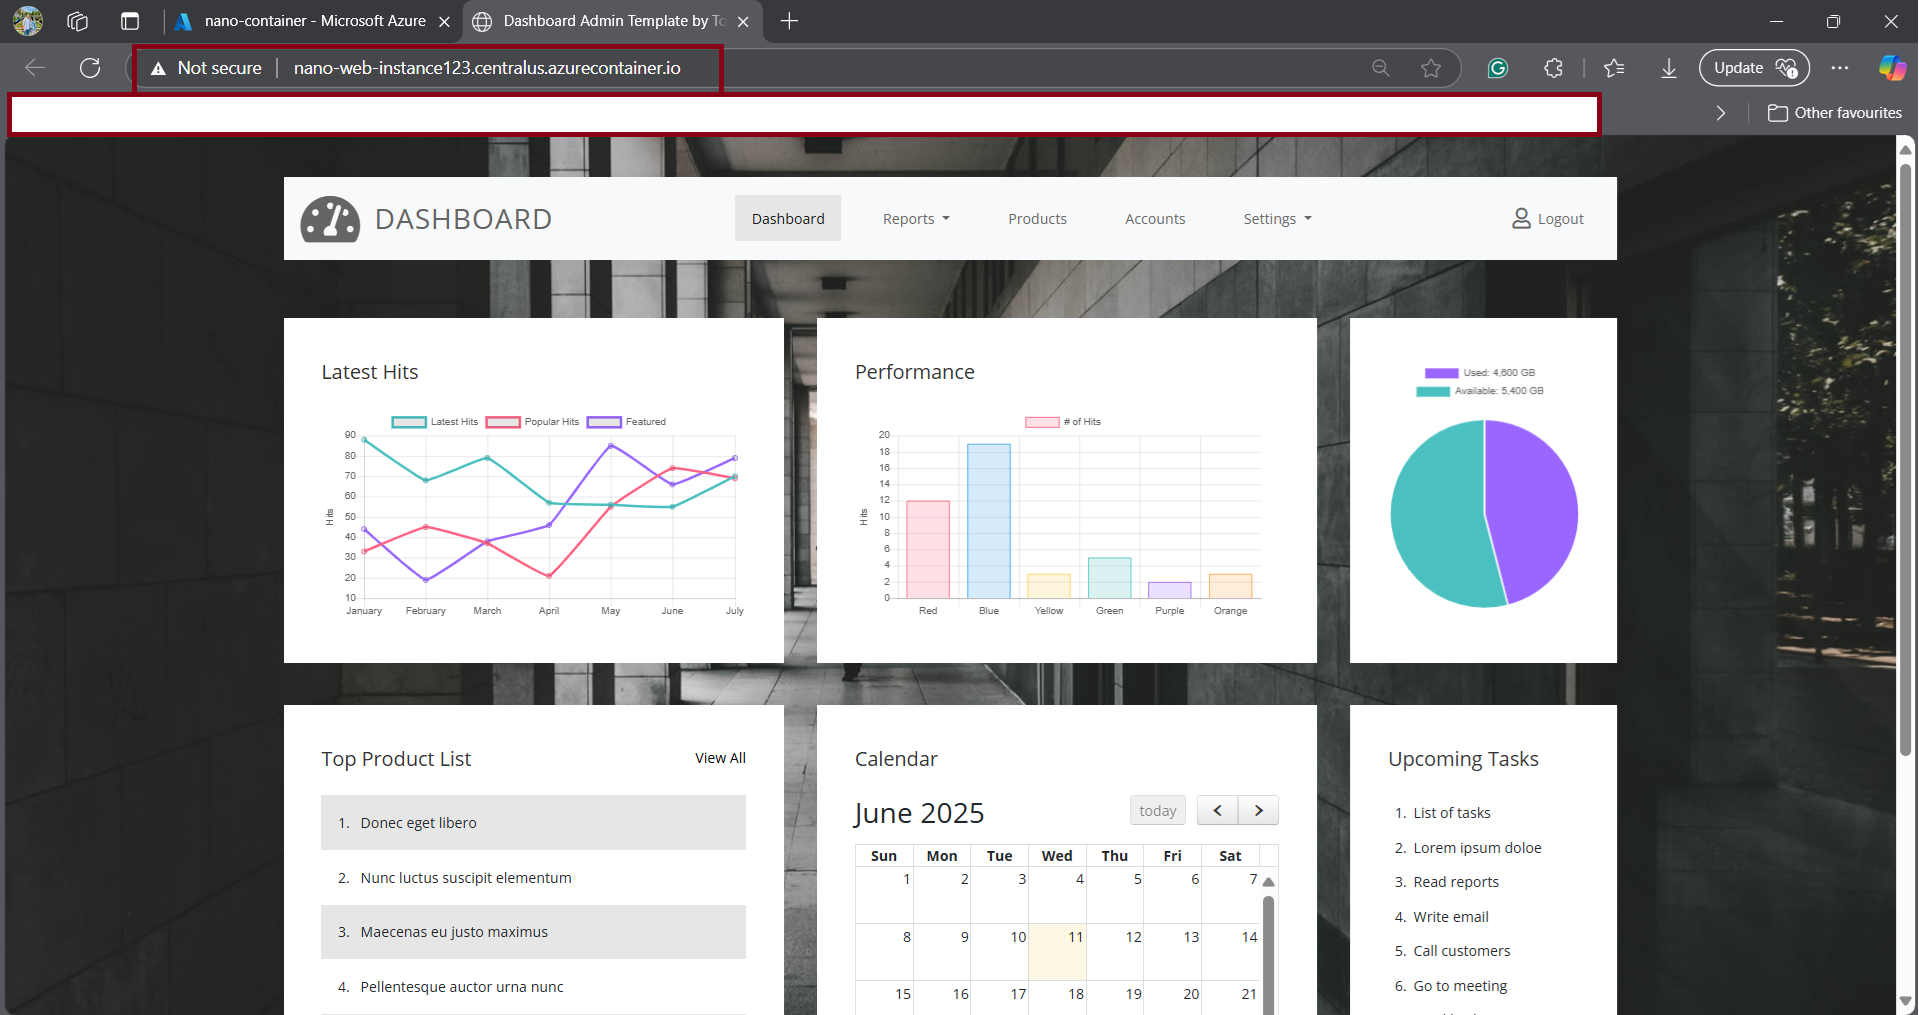 nano-container - Microsoft Azure
Dashboard Admin Template by To
Not secure
nano-web-instance123.centralus.azurecontainer.io
Update
Other favourites
DASHBOARD
Dashboard
Reports
Products
Accounts
Settings
Logout
Latest Hits
Latest Hits Popular Hits Featured
Hits
90
80
70
60
50
40
30
20
10
January February March April May June July
Performance
# of Hits
Hits
20
18
16
14
12
10
8
6
4
2
0
Red Blue Yellow Green Purple Orange
Used: 4,600 GB
Available: 5,400 GB
Top Product List
View All
1. Donec eget libero
2. Nunc luctus suscipit elementum
3. Maecenas eu justo maximus
4. Pellentesque auctor urna nunc
Calendar
June 2025
today
Sun Mon Tue Wed Thu Fri Sat
1 2 3 4 5 6 7
8 9 10 11 12 13 14
15 16 17 18 19 20 21
Upcoming Tasks
1. List of tasks
2. Lorem ipsum doloe
3. Read reports
4. Write email
5. Call customers
6. Go to meeting